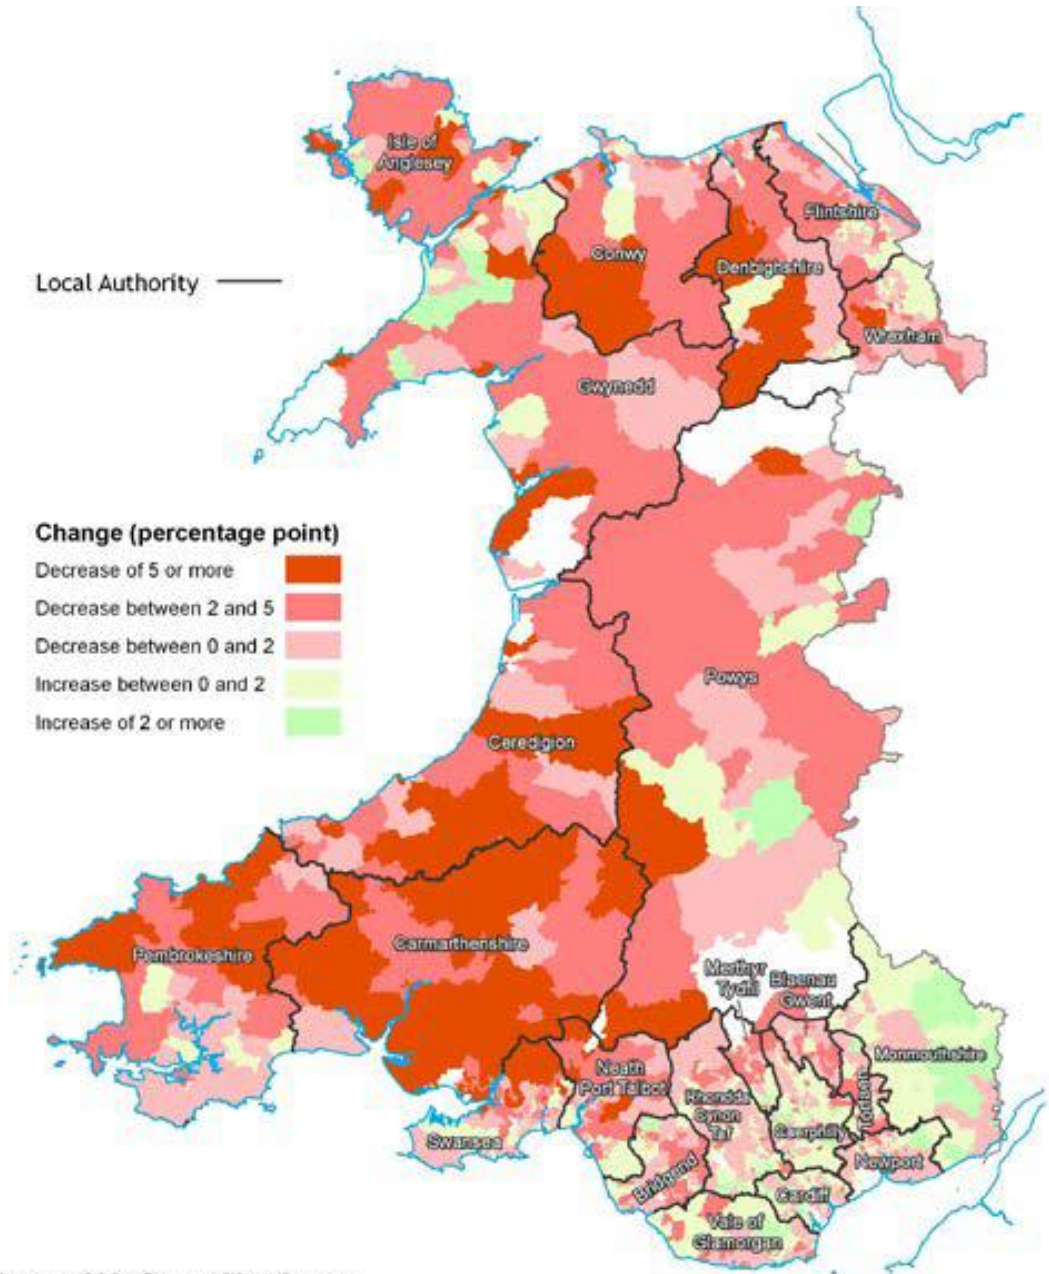 Isle of
Anglesey
Flintshire
Conwy
Denbighshire
Local Authority
Wrexham
Gwynedd
Change (percentage point)
Decrease of 5 or more
Decrease between 2 and 5
Decrease between 0 and 2
Increase between 0 and 2
Increase of 2 or more
Powys
Ceredigion
Carmarthenshire
Pembrokeshire
Merthyr
Tydfil
Blaenau
Gwent
Monmouthshire
Neath
Port Talbot
Rhondda
Cynon
Taf
Torfaen
Caerphilly
Swansea
Newport
Bridgend
Cardiff
Vale of
Glamorgan